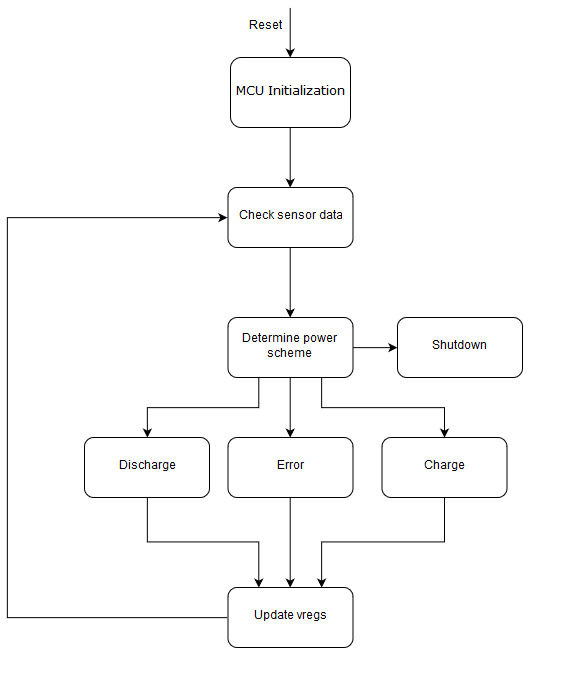 Reset
MCU Initialization
Check sensor data
Determine power
scheme
Shutdown
Discharge
Error
Charge
Update vregs